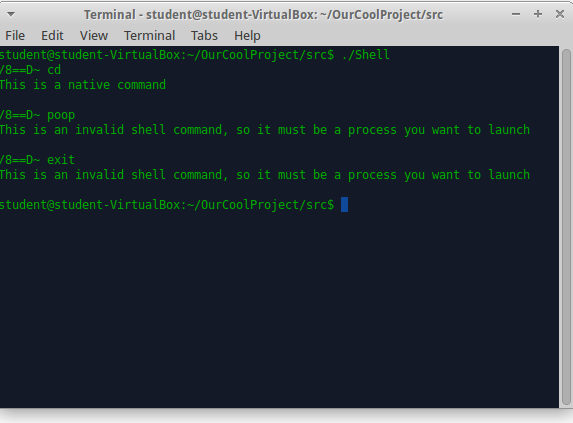 Terminal - student@student-VirtualBox: ~/OurCoolProject/src
File Edit View Terminal Tabs Help
student@student-VirtualBox:~/OurCoolProject/src$ ./Shell
/8==D~ cd
This is a native command
/8==D~ poop
This is an invalid shell command, so it must be a process you want to launch
/8==D~ exit
This is an invalid shell command, so it must be a process you want to launch
student@student-VirtualBox:~/OurCoolProject/src$